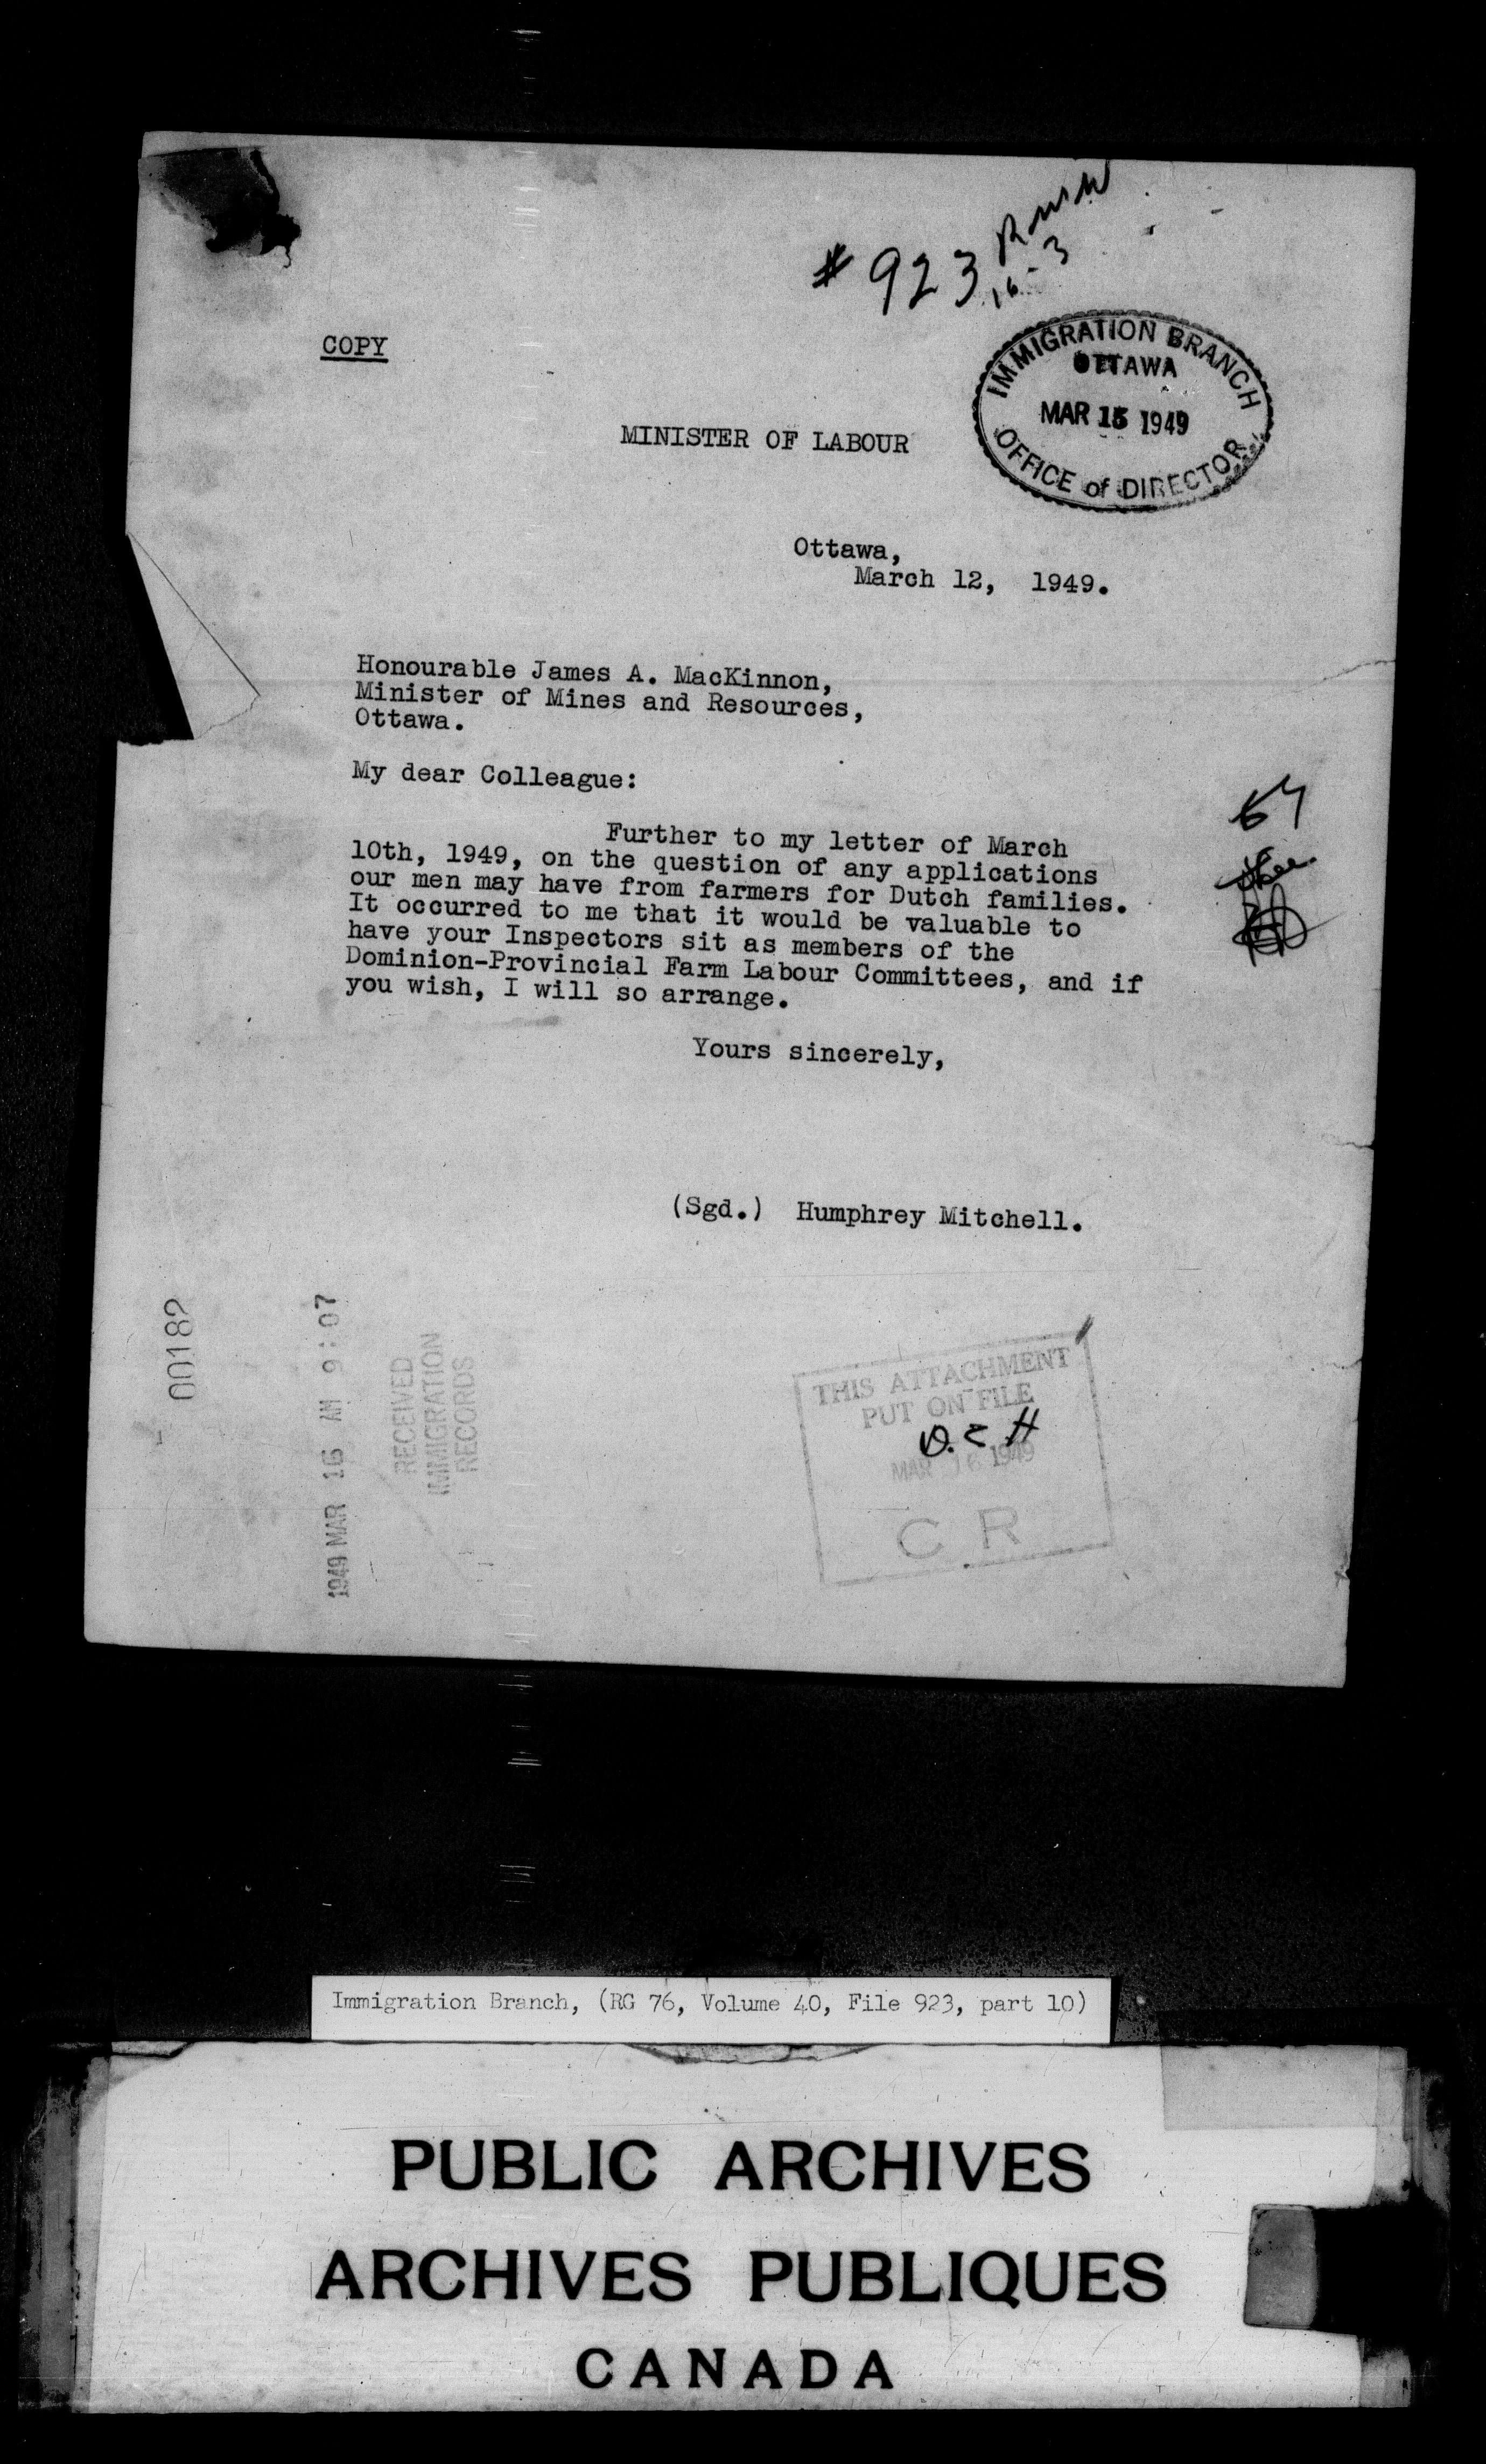 # 923
16-3
COPY
IMMIGRATION BRANCH
OTTAWA
MAR 15 1949
OFFICE of DIRECTOR
MINISTER OF LABOUR
Ottawa,
March 12, 1949.
Honourable James A. MacKinnon,
Minister of Mines and Resources,
Ottawa.
My dear Colleague:
Further to my letter of March
10th, 1949, on the question of any applications
our men may have from farmers for Dutch families.
It occurred to me that it would be valuable to
have your Inspectors sit as members of the
Dominion-Provincial Farm Labour Committees, and if
you wish, I will so arrange.
Yours sincerely,
(Sgd.) Humphrey Mitchell.
00182
1949 MAR 16 AM 9:07
RECEIVED
IMMIGRATION
RECORDS
THIS ATTACHMENT
PUT ON FILE
MAR 16 1949
C R
Immigration Branch, (RG 76, Volume 40, File 923, part 10)
PUBLIC ARCHIVES
ARCHIVES PUBLIQUES
CANADA